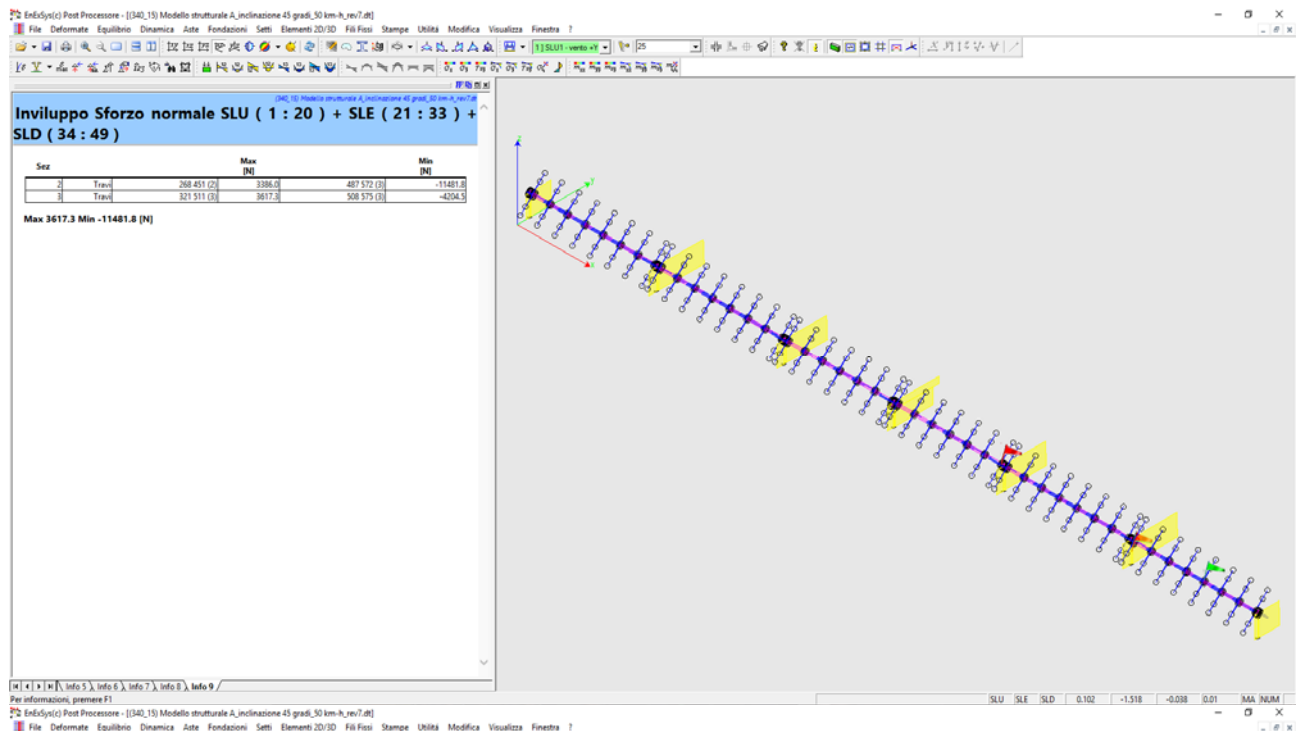 EnExSys(c) Post Processore - [(340_15) Modello strutturale A_inclinazione 45 gradi_50 km-h_rev7.dt]
File Deformate Equilibrio Dinamica Aste Fondazioni Setti Elementi 2D/3D Fili Fissi Stampe Utilità Modifica Visualizza Finestra ?
1] SLU1 - vento +Y 25
(340_15) Modello strutturale A_inclinazione 45 gradi_50 km-h_rev7.dt
Inviluppo Sforzo normale SLU ( 1 : 20 ) + SLE ( 21 : 33 ) +
SLD ( 34 : 49 )
Sez Max Min
[N] [N]
2 Travi 268 451 (2) 3386.0 487 572 (3) -11481.8
3 Travi 321 511 (3) 3617.3 508 575 (3) -4204.5
Max 3617.3 Min -11481.8 [N]
z
y
x
Info 5 Info 6 Info 7 Info 8 Info 9
Per informazioni, premere F1 SLU SLE SLD 0.102 -1.518 -0.038 0.01 MA NUM
EnExSys(c) Post Processore - [(340_15) Modello strutturale A_inclinazione 45 gradi_50 km-h_rev7.dt]
File Deformate Equilibrio Dinamica Aste Fondazioni Setti Elementi 2D/3D Fili Fissi Stampe Utilità Modifica Visualizza Finestra ?